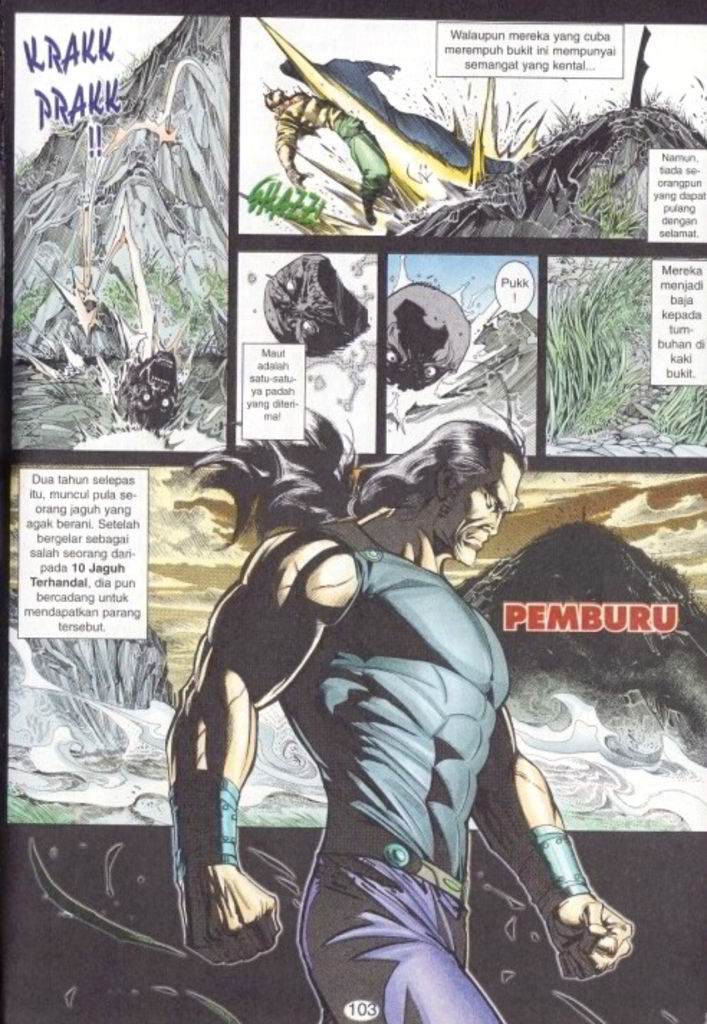 KRAKK
PRAKK
!!
Walaupun mereka yang cuba
merempuh bukit ini mempunyai
semangat yang kental...
Namun,
tiada se-
orangpun
yang dapat
pulang
dengan
selamat.
Maut
adalah
satu-satu-
ya padah
yang diteri-
ma!
Pukk
!
Mereka
menjadi
baja
kepada
tum-
buhan di
kaki
bukit.
Dua tahun selepas
itu, muncul pula se-
orang jaguh yang
agak berani. Setelah
bergelar sebagai
salah seorang dari-
pada 10 Jaguh
Terhandal, dia pun
bercadang untuk
mendapatkan parang
tersebut.
PEMBURU
103